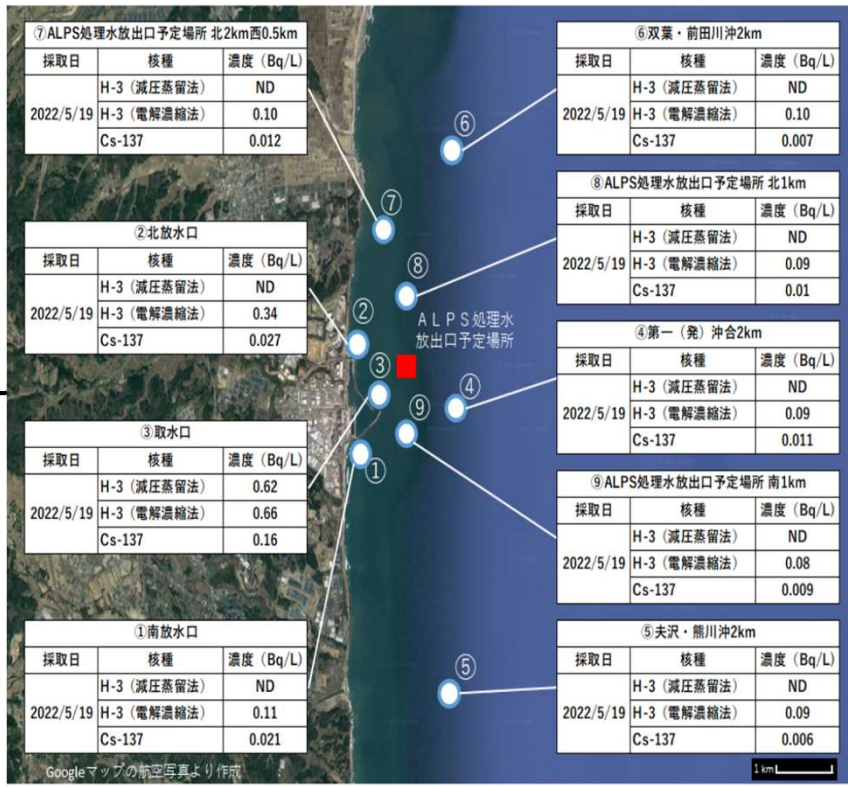 ⑦ALPS処理水放出口予定場所 北2km西0.5km
採取日 核種 濃度（Bq/L）
2022/5/19 H-3（減圧蒸留法） ND
H-3（電解濃縮法） 0.10
Cs-137 0.012
②北放水口
採取日 核種 濃度（Bq/L）
2022/5/19 H-3（減圧蒸留法） ND
H-3（電解濃縮法） 0.34
Cs-137 0.027
③取水口
採取日 核種 濃度（Bq/L）
2022/5/19 H-3（減圧蒸留法） 0.62
H-3（電解濃縮法） 0.66
Cs-137 0.16
①南放水口
採取日 核種 濃度（Bq/L）
2022/5/19 H-3（減圧蒸留法） ND
H-3（電解濃縮法） 0.11
Cs-137 0.021
Googleマップの航空写真より作成
⑥
⑦
⑧
ＡＬＰＳ処理水
放出口予定場所
②
③
④
⑨
①
⑤
⑥双葉・前田川沖2km
採取日 核種 濃度（Bq/L）
2022/5/19 H-3（減圧蒸留法） ND
H-3（電解濃縮法） 0.10
Cs-137 0.007
⑧ALPS処理水放出口予定場所 北1km
採取日 核種 濃度（Bq/L）
2022/5/19 H-3（減圧蒸留法） ND
H-3（電解濃縮法） 0.09
Cs-137 0.01
④第一（発）沖合2km
採取日 核種 濃度（Bq/L）
2022/5/19 H-3（減圧蒸留法） ND
H-3（電解濃縮法） 0.09
Cs-137 0.011
⑨ALPS処理水放出口予定場所 南1km
採取日 核種 濃度（Bq/L）
2022/5/19 H-3（減圧蒸留法） ND
H-3（電解濃縮法） 0.08
Cs-137 0.009
⑤夫沢・熊川沖2km
採取日 核種 濃度（Bq/L）
2022/5/19 H-3（減圧蒸留法） ND
H-3（電解濃縮法） 0.09
Cs-137 0.006
1 km